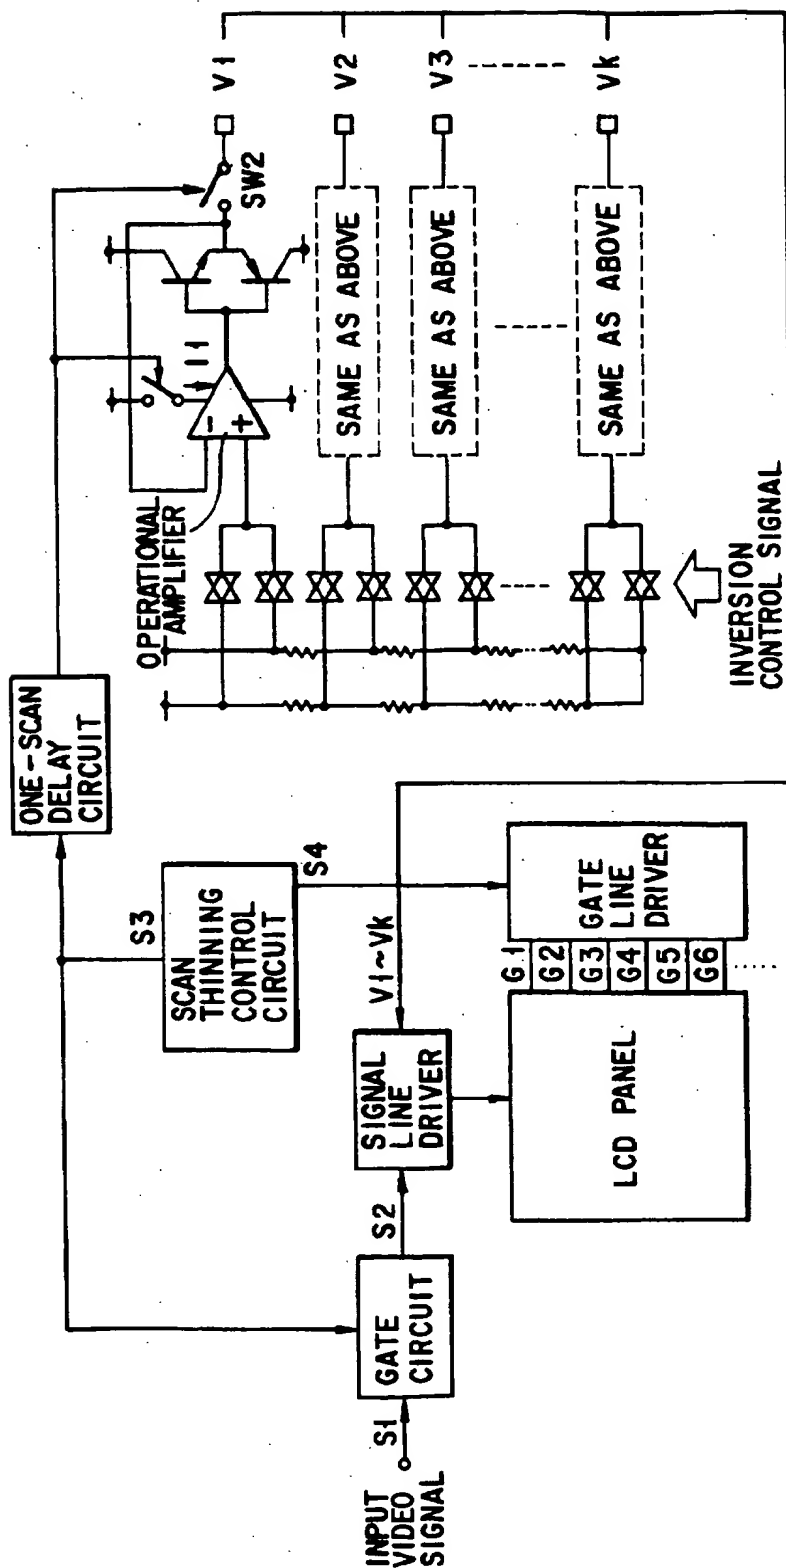 INPUT
VIDEO
SIGNAL
S1
GATE
CIRCUIT
S2
SIGNAL
LINE
DRIVER
V1~Vk
SCAN
THINNING
CONTROL
CIRCUIT
S3
S4
ONE-SCAN
DELAY
CIRCUIT
LCD PANEL
G1
G2
G3
G4
G5
G6
GATE
LINE
DRIVER
OPERATIONAL
AMPLIFIER
-
+
I1
SW2
V1
SAME AS ABOVE
V2
SAME AS ABOVE
V3
SAME AS ABOVE
Vk
INVERSION
CONTROL SIGNAL